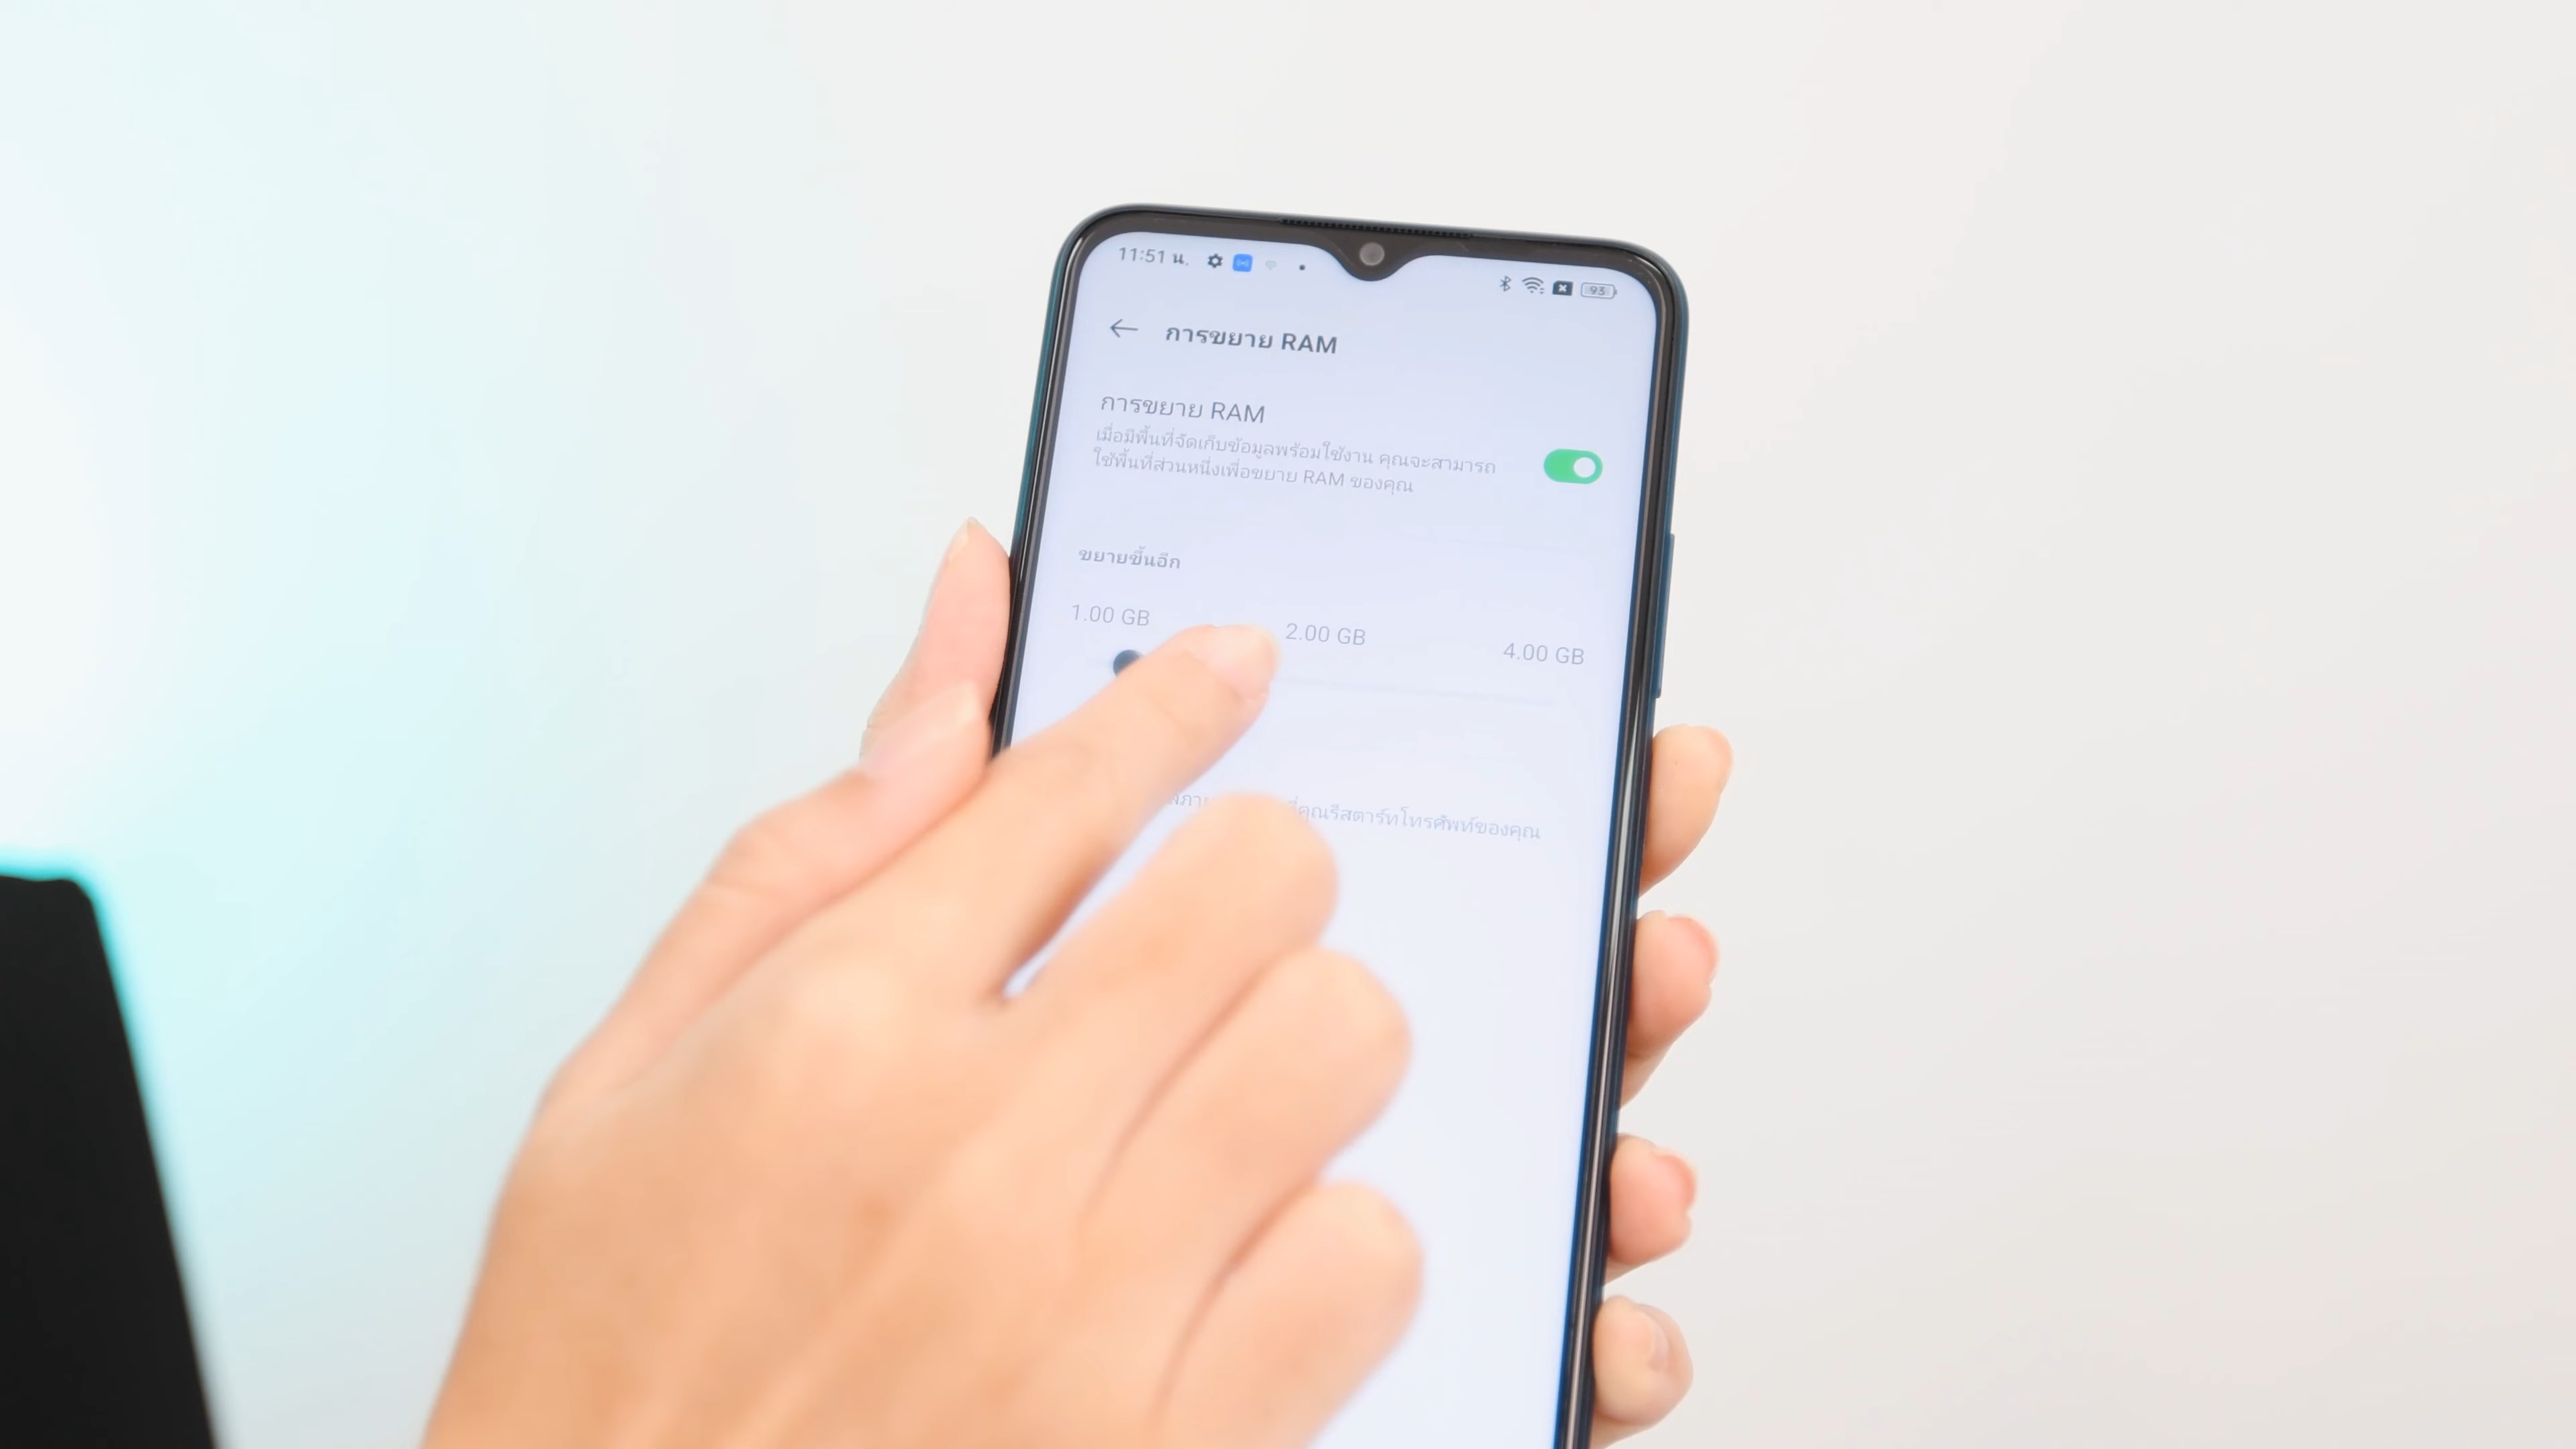 11:51 น.
93
การขยาย RAM
การขยาย RAM
เมื่อมีพื้นที่จัดเก็บข้อมูลพร้อมใช้งาน คุณจะสามารถ
ใช้พื้นที่ส่วนหนึ่งเพื่อขยาย RAM ของคุณ
ขยายขึ้นอีก
1.00 GB
2.00 GB
4.00 GB
ที่คุณรีสตาร์ทโทรศัพท์ของคุณ